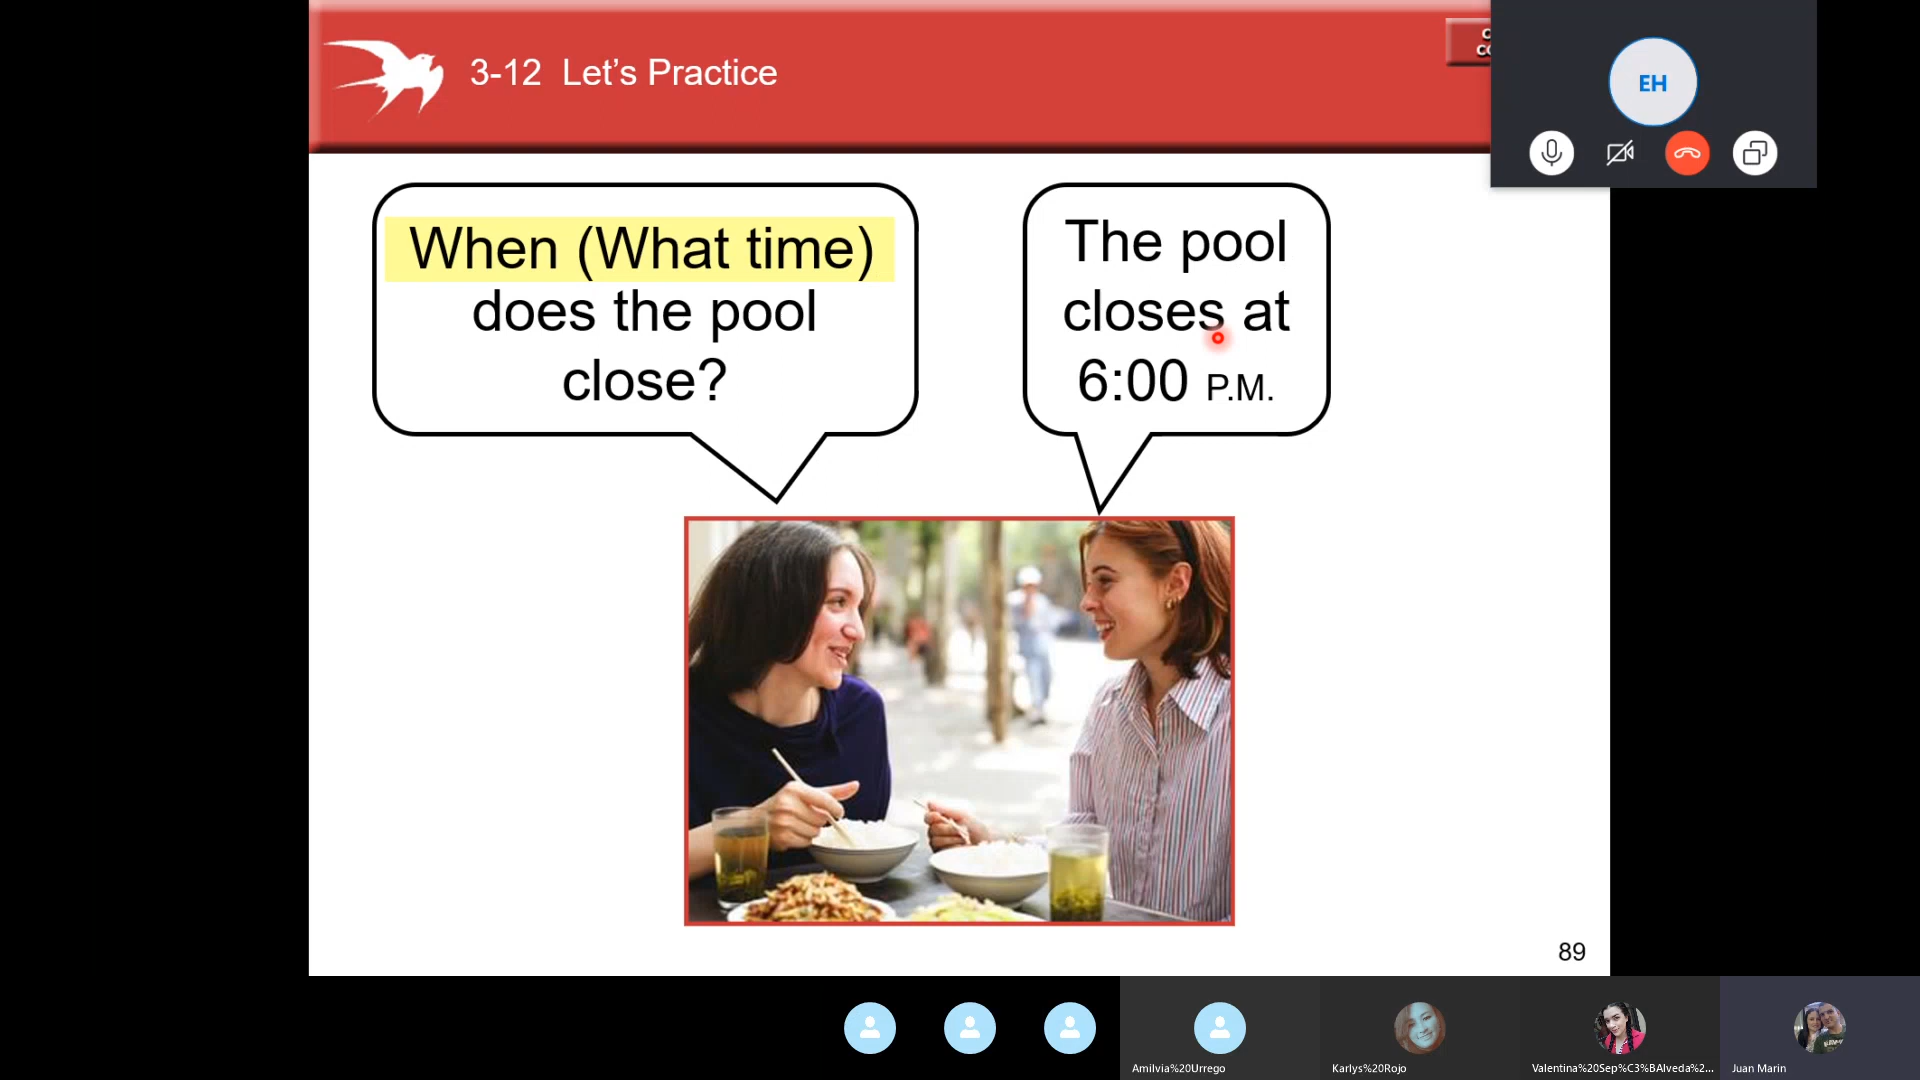 3-12 Let's Practice
EH
When (What time)
does the pool
close?
The pool
closes at
6:00 P.M.
89
Amilvia%20Urrego
Karlys%20Rojo
Valentina%20Sep%C3%BAlveda%2...
Juan Marin